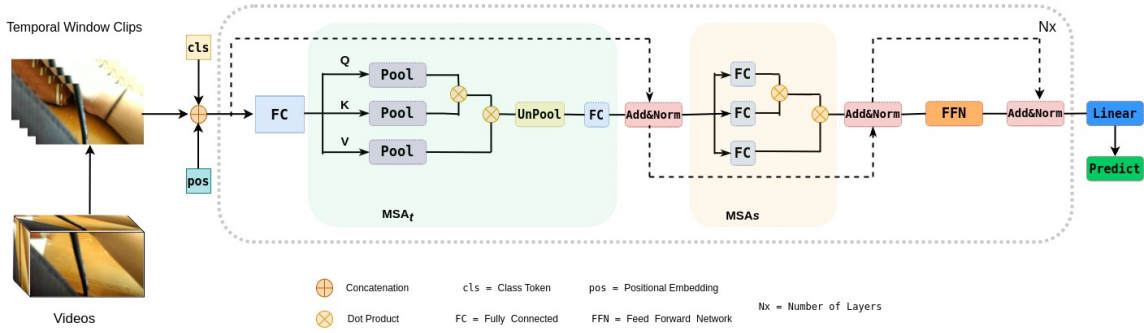 Temporal Window Clips
cls
pos
Videos
FC
Q
K
V
Pool
Pool
Pool
UnPool
FC
MSAt
Add&Norm
FC
FC
FC
MSAs
Add&Norm
FFN
Add&Norm
Nx
Linear
Predict
Concatenation
cls = Class Token
pos = Positional Embedding
Nx = Number of Layers
Dot Product
FC = Fully Connected
FFN = Feed Forward Network